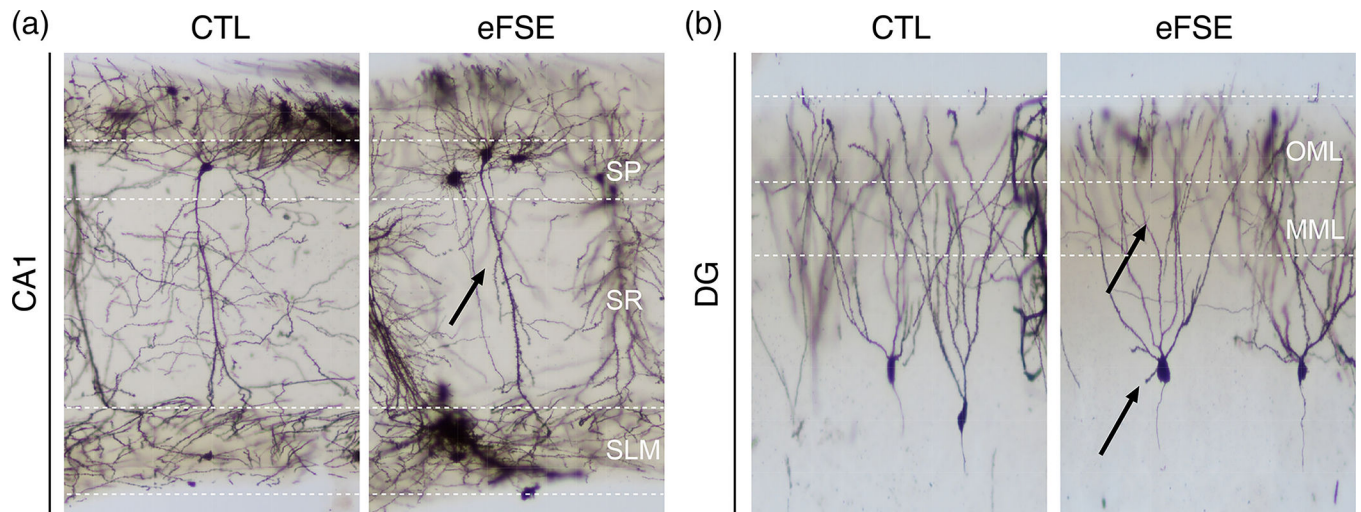 (a)
CTL
eFSE
CA1
SP
SR
SLM
(b)
CTL
eFSE
DG
OML
MML